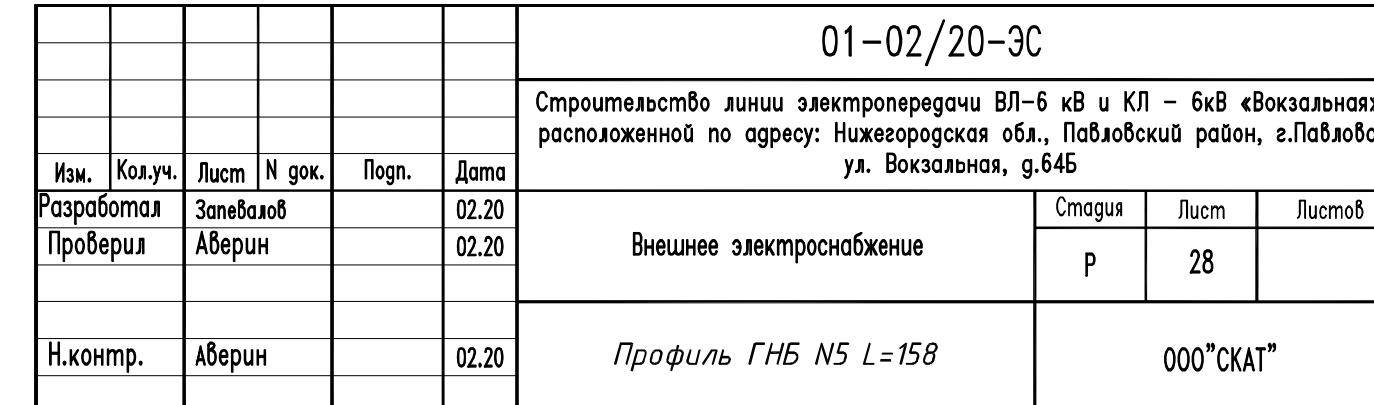 01-02/20-ЭС
Строительство линии электропередачи ВЛ-6 кВ и КЛ - 6кВ «Вокзальная»
расположенной по адресу: Нижегородская обл., Павловский район, г.Павлово
ул. Вокзальная, д.64Б
Изм. Кол.уч. Лист N док. Подп. Дата
Разработал Запевалов 02.20
Проверил Аверин 02.20
Внешнее электроснабжение
Стадия Лист Листов
Р 28
Н.контр. Аверин 02.20
Профиль ГНБ N5 L=158
ООО"СКАТ"